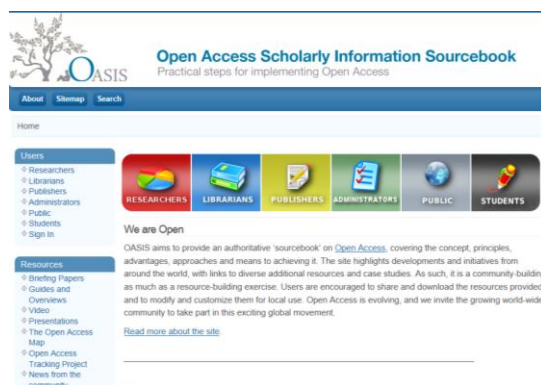 OASIS
Open Access Scholarly Information Sourcebook
Practical steps for implementing Open Access
About Sitemap Search
Home
Users
Researchers
Librarians
Publishers
Administrators
Public
Students
Sign In
Resources
Briefing Papers
Guides and
Overviews
Video
Presentations
The Open Access
Map
Open Access
Tracking Project
News from the
community
RESEARCHERS LIBRARIANS PUBLISHERS ADMINISTRATORS PUBLIC STUDENTS
We are Open
OASIS aims to provide an authoritative 'sourcebook' on Open Access, covering the concept, principles,
advantages, approaches and means to achieving it. The site highlights developments and initiatives from
around the world, with links to diverse additional resources and case studies. As such, it is a community-buildin
as much as a resource-building exercise. Users are encouraged to share and download the resources provided
and to modify and customize them for local use. Open Access is evolving, and we invite the growing world-wide
community to take part in this exciting global movement.
Read more about the site.